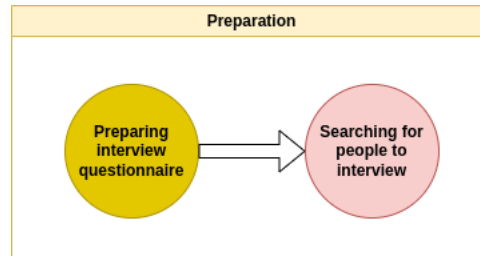 Preparation
Preparing
interview
questionnaire
Searching for
people to
interview